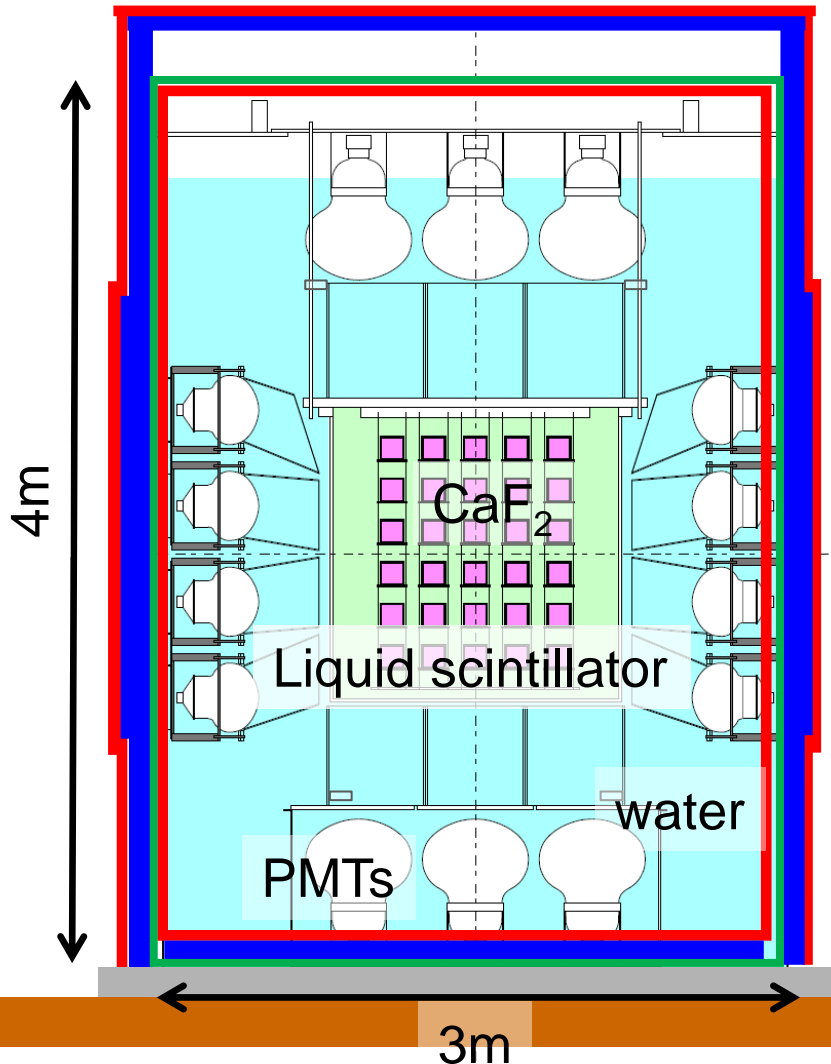 4m
CaF₂
Liquid scintillator
water
PMTs
3m